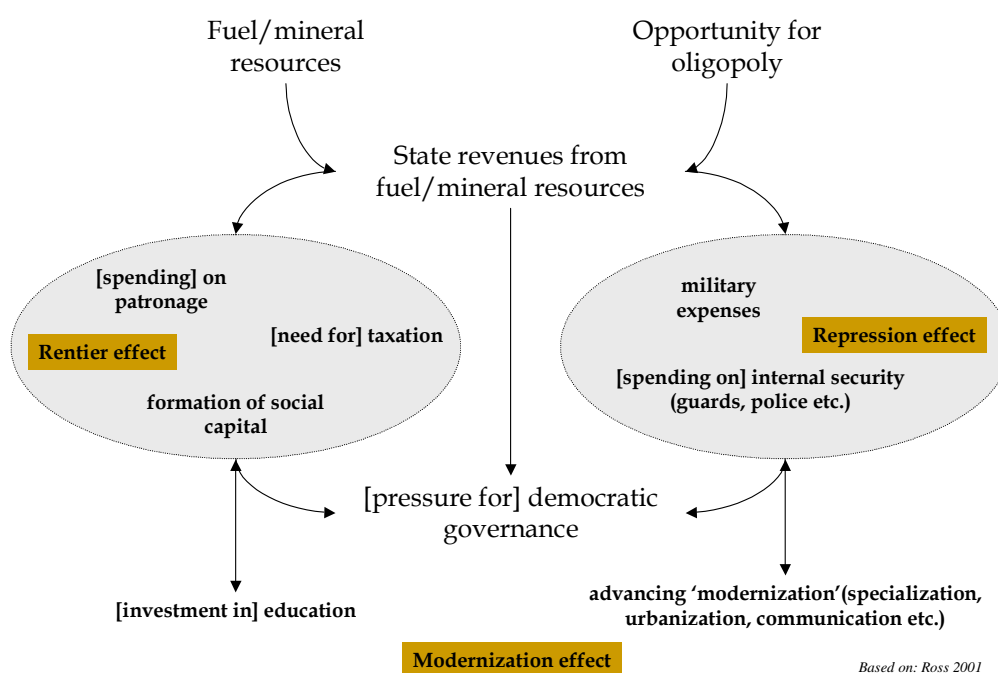 Fuel/mineral
resources
Opportunity for
oligopoly
State revenues from
fuel/mineral resources
[spending] on
patronage
[need for] taxation
Rentier effect
formation of social
capital
military
expenses
Repression effect
[spending on] internal security
(guards, police etc.)
[pressure for] democratic
governance
[investment in] education
advancing ‘modernization’(specialization,
urbanization, communication etc.)
Modernization effect
Based on: Ross 2001